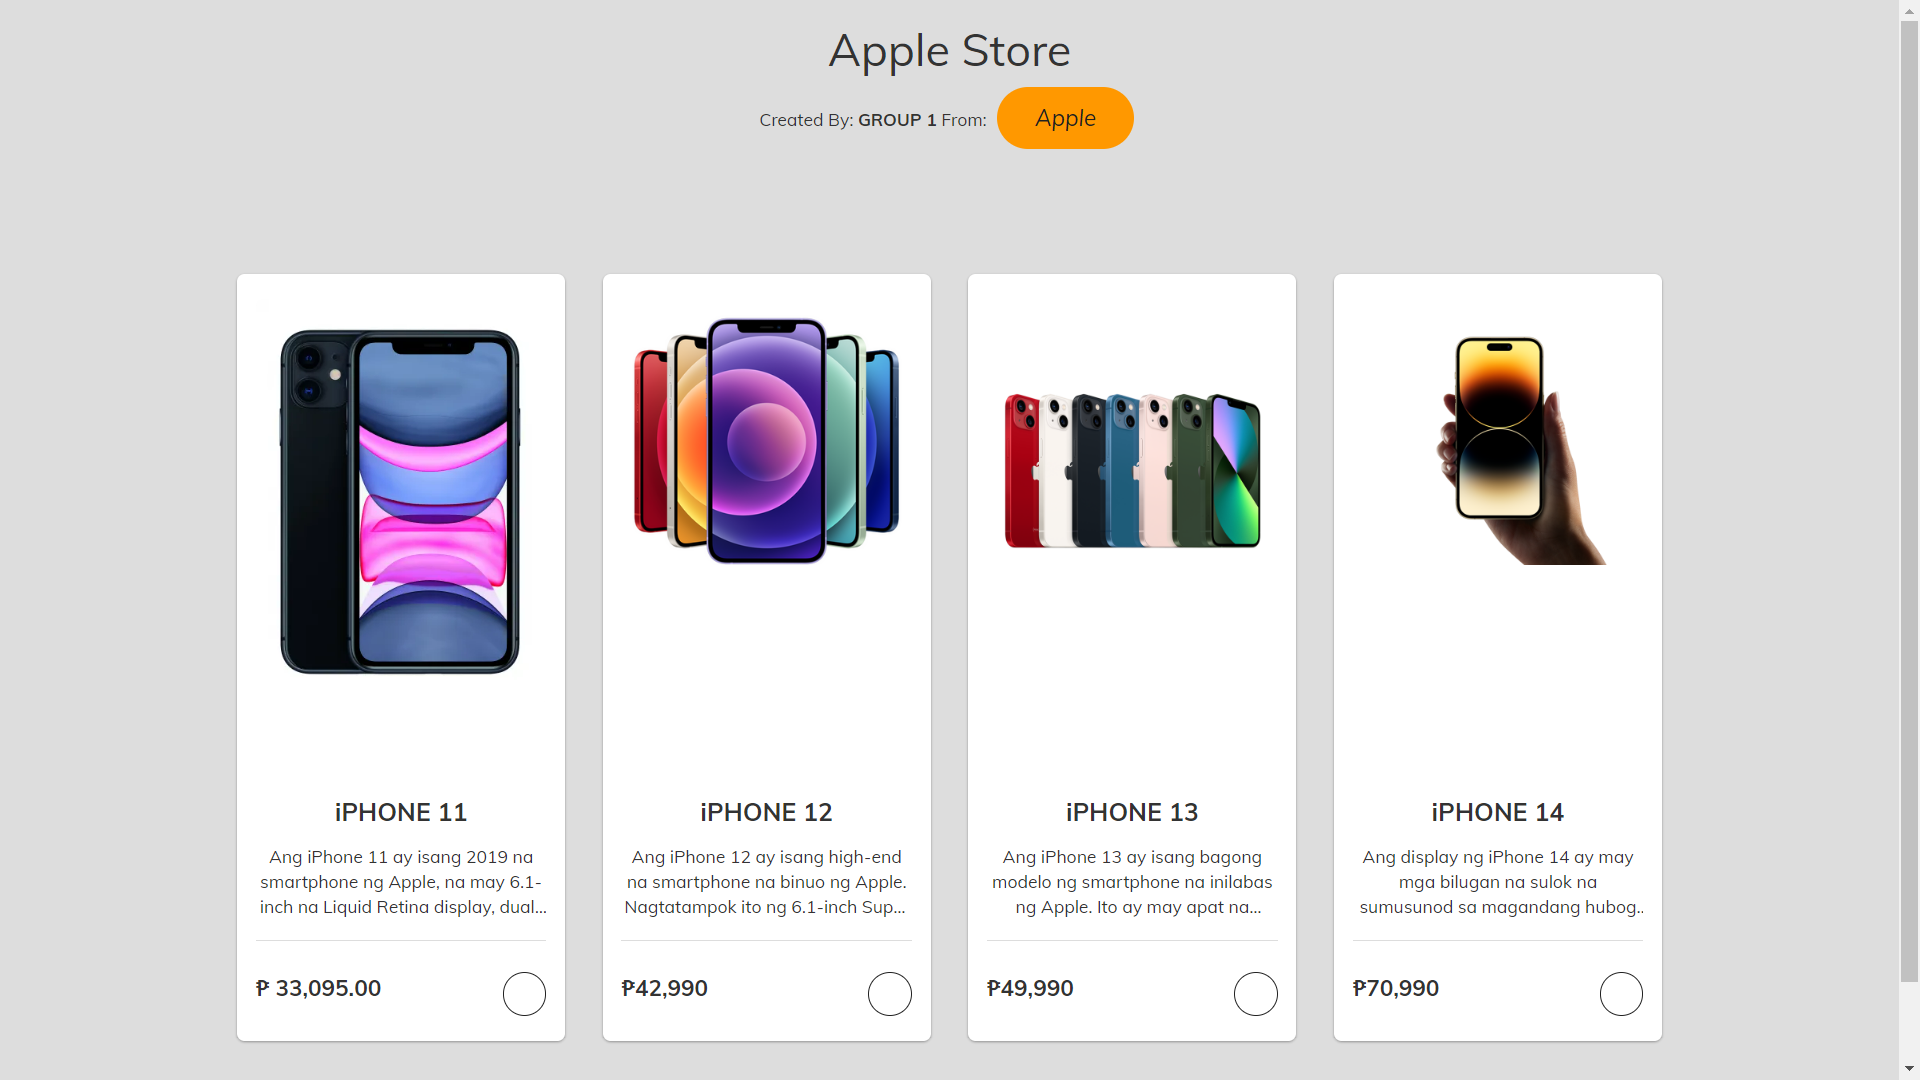 Apple Store
Created By: GROUP 1 From: Apple
iPHONE 11
Ang iPhone 11 ay isang 2019 na
smartphone ng Apple, na may 6.1-
inch na Liquid Retina display, dual...
₱ 33,095.00
iPHONE 12
Ang iPhone 12 ay isang high-end
na smartphone na binuo ng Apple.
Nagtatampok ito ng 6.1-inch Sup...
₱42,990
iPHONE 13
Ang iPhone 13 ay isang bagong
modelo ng smartphone na inilabas
ng Apple. Ito ay may apat na...
₱49,990
iPHONE 14
Ang display ng iPhone 14 ay may
mga bilugan na sulok na
sumusunod sa magandang hubog..
₱70,990